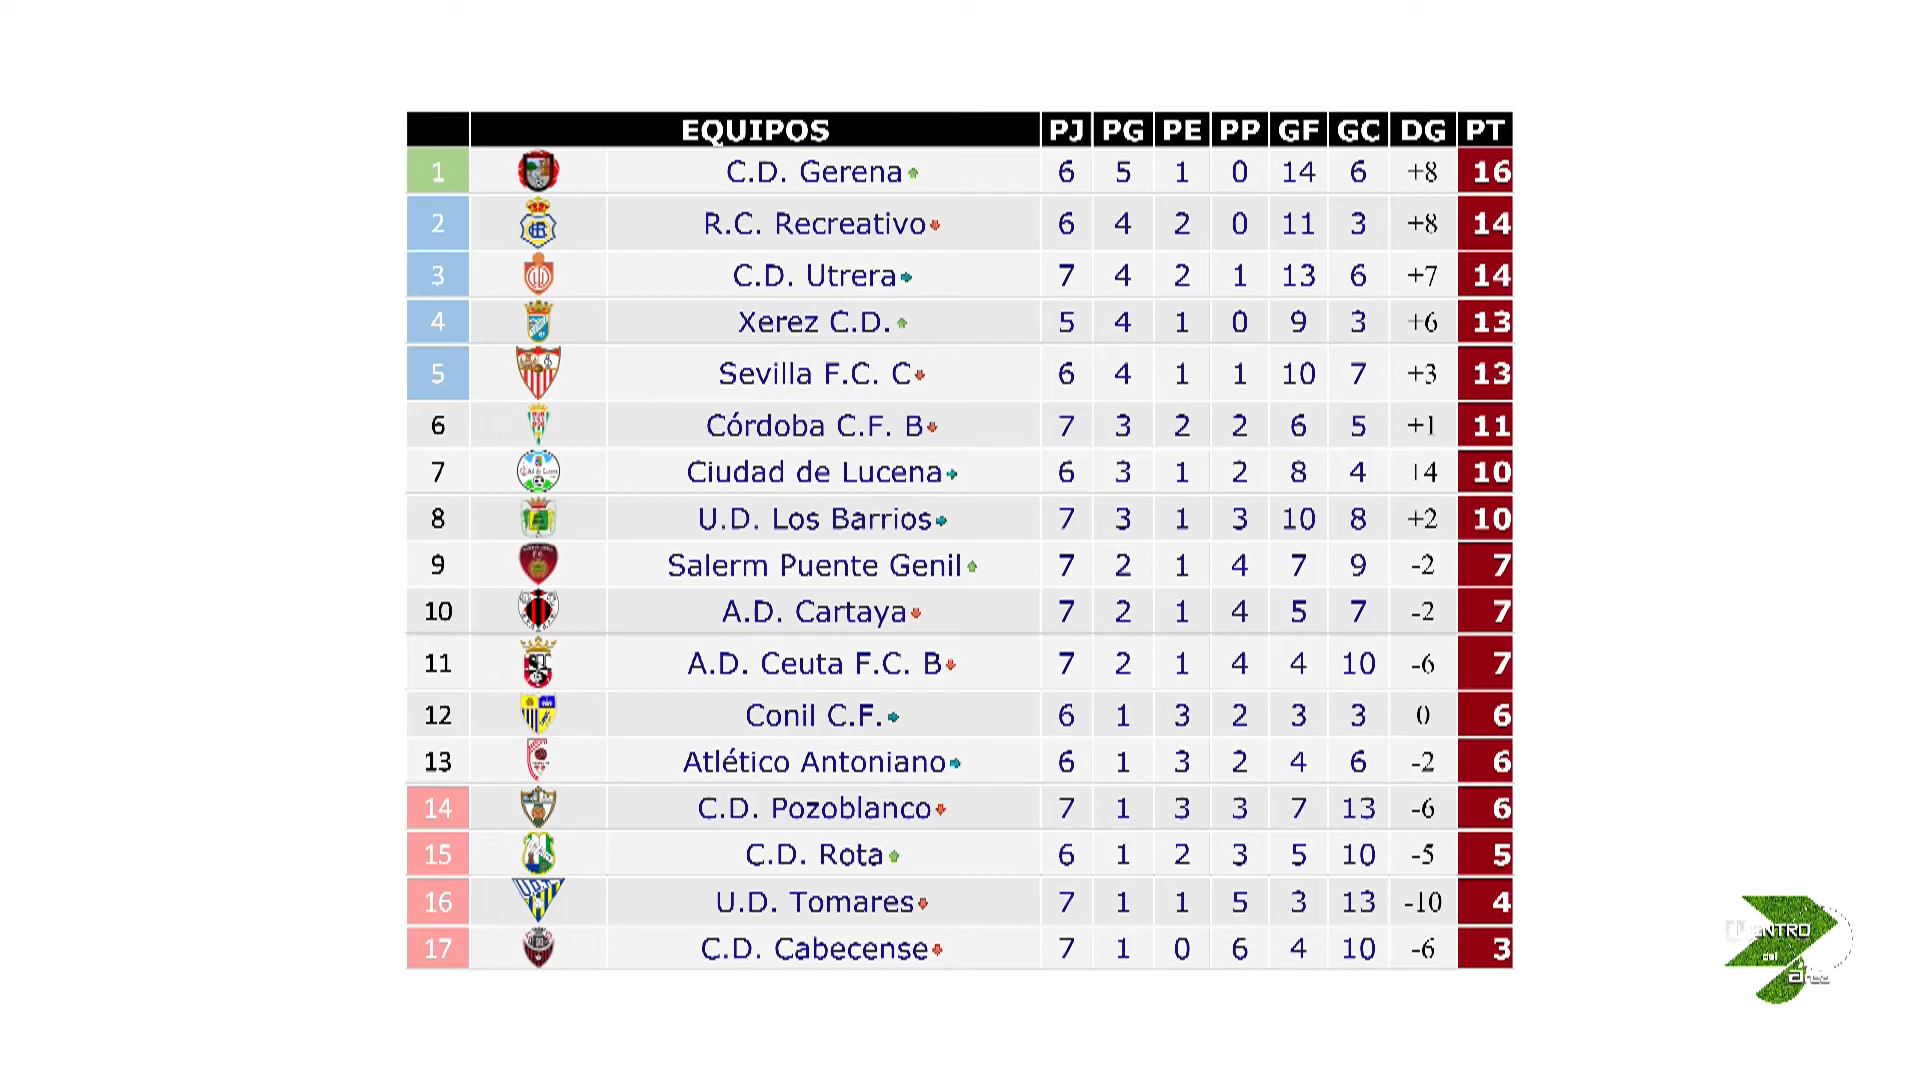 EQUIPOS PJ PG PE PP GF GC DG PT
1 C.D. Gerena 6 5 1 0 14 6 +8 16
2 R.C. Recreativo 6 4 2 0 11 3 +8 14
3 C.D. Utrera 7 4 2 1 13 6 +7 14
4 Xerez C.D. 5 4 1 0 9 3 +6 13
5 Sevilla F.C. C 6 4 1 1 10 7 +3 13
6 Córdoba C.F. B 7 3 2 2 6 5 +1 11
7 Ciudad de Lucena 6 3 1 2 8 4 +4 10
8 U.D. Los Barrios 7 3 1 3 10 8 +2 10
9 Salerm Puente Genil 7 2 1 4 7 9 -2 7
10 A.D. Cartaya 7 2 1 4 5 7 -2 7
11 A.D. Ceuta F.C. B 7 2 1 4 4 10 -6 7
12 Conil C.F. 6 1 3 2 3 3 0 6
13 Atlético Antoniano 6 1 3 2 4 6 -2 6
14 C.D. Pozoblanco 7 1 3 3 7 13 -6 6
15 C.D. Rota 6 1 2 3 5 10 -5 5
16 U.D. Tomares 7 1 1 5 3 13 -10 4
17 C.D. Cabecense 7 1 0 6 4 10 -6 3
del
área